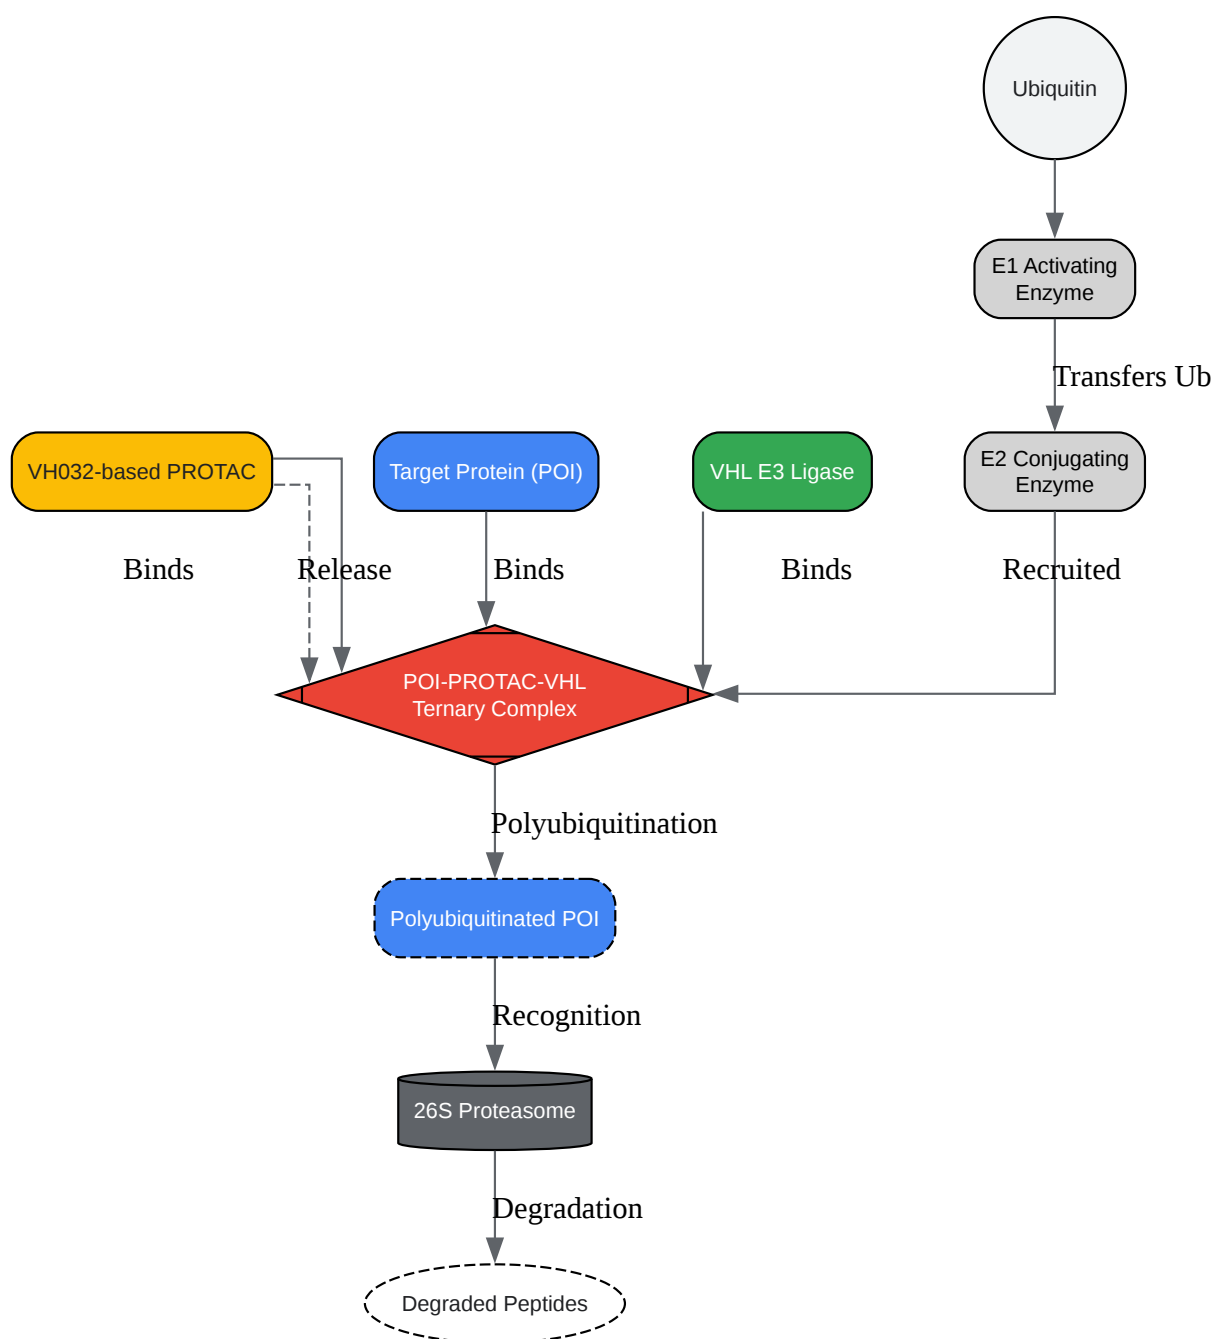 Ubiquitin
E1 Activating
Enzyme
Transfers Ub
VH032-based PROTAC
Target Protein (POI)
VHL E3 Ligase
E2 Conjugating
Enzyme
Binds
Release
Binds
Binds
Recruited
POI-PROTAC-VHL
Ternary Complex
Polyubiquitination
Polyubiquitinated POI
Recognition
26S Proteasome
Degradation
Degraded Peptides